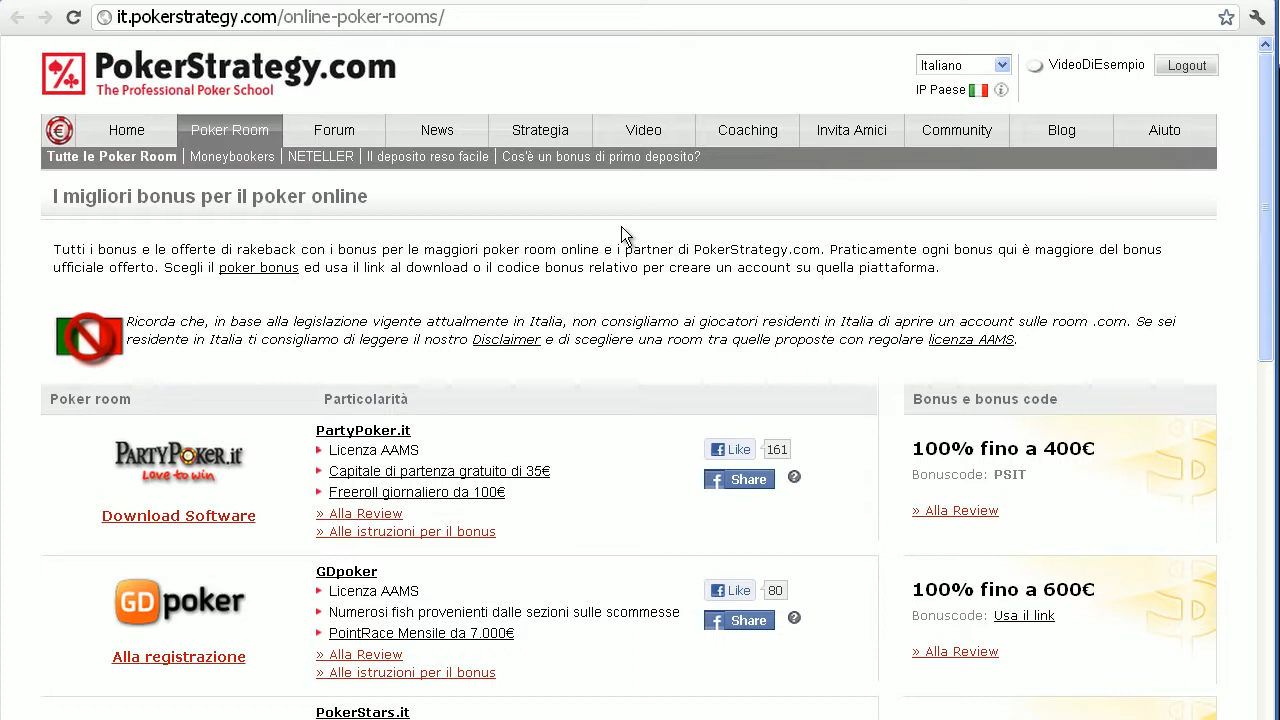 it.pokerstrategy.com/online-poker-rooms/
PokerStrategy.com
The Professional Poker School
Italiano
VideoDiEsempio
Logout
IP Paese
Home
Poker Room
Forum
News
Strategia
Video
Coaching
Invita Amici
Community
Blog
Aiuto
Tutte le Poker Room
Moneybookers
NETELLER
Il deposito reso facile
Cos'è un bonus di primo deposito?
I migliori bonus per il poker online
Tutti i bonus e le offerte di rakeback con i bonus per le maggiori poker room online e i partner di PokerStrategy.com. Praticamente ogni bonus qui è maggiore del bonus
ufficiale offerto. Scegli il poker bonus ed usa il link al download o il codice bonus relativo per creare un account su quella piattaforma.
Ricorda che, in base alla legislazione vigente attualmente in Italia, non consigliamo ai giocatori residenti in Italia di aprire un account sulle room .com. Se sei
residente in Italia ti consigliamo di leggere il nostro Disclaimer e di scegliere una room tra quelle proposte con regolare licenza AAMS.
Poker room
Particolarità
Bonus e bonus code
PARTYPOKER.it
Love to win
Download Software
PartyPoker.it
Licenza AAMS
Capitale di partenza gratuito di 35€
Freeroll giornaliero da 100€
» Alla Review
» Alle istruzioni per il bonus
Like 161
Share
100% fino a 400€
Bonuscode: PSIT
» Alla Review
GDpoker
Alla registrazione
GDpoker
Licenza AAMS
Numerosi fish provenienti dalle sezioni sulle scommesse
PointRace Mensile da 7.000€
» Alla Review
» Alle istruzioni per il bonus
Like 80
Share
100% fino a 600€
Bonuscode: Usa il link
» Alla Review
PokerStars.it